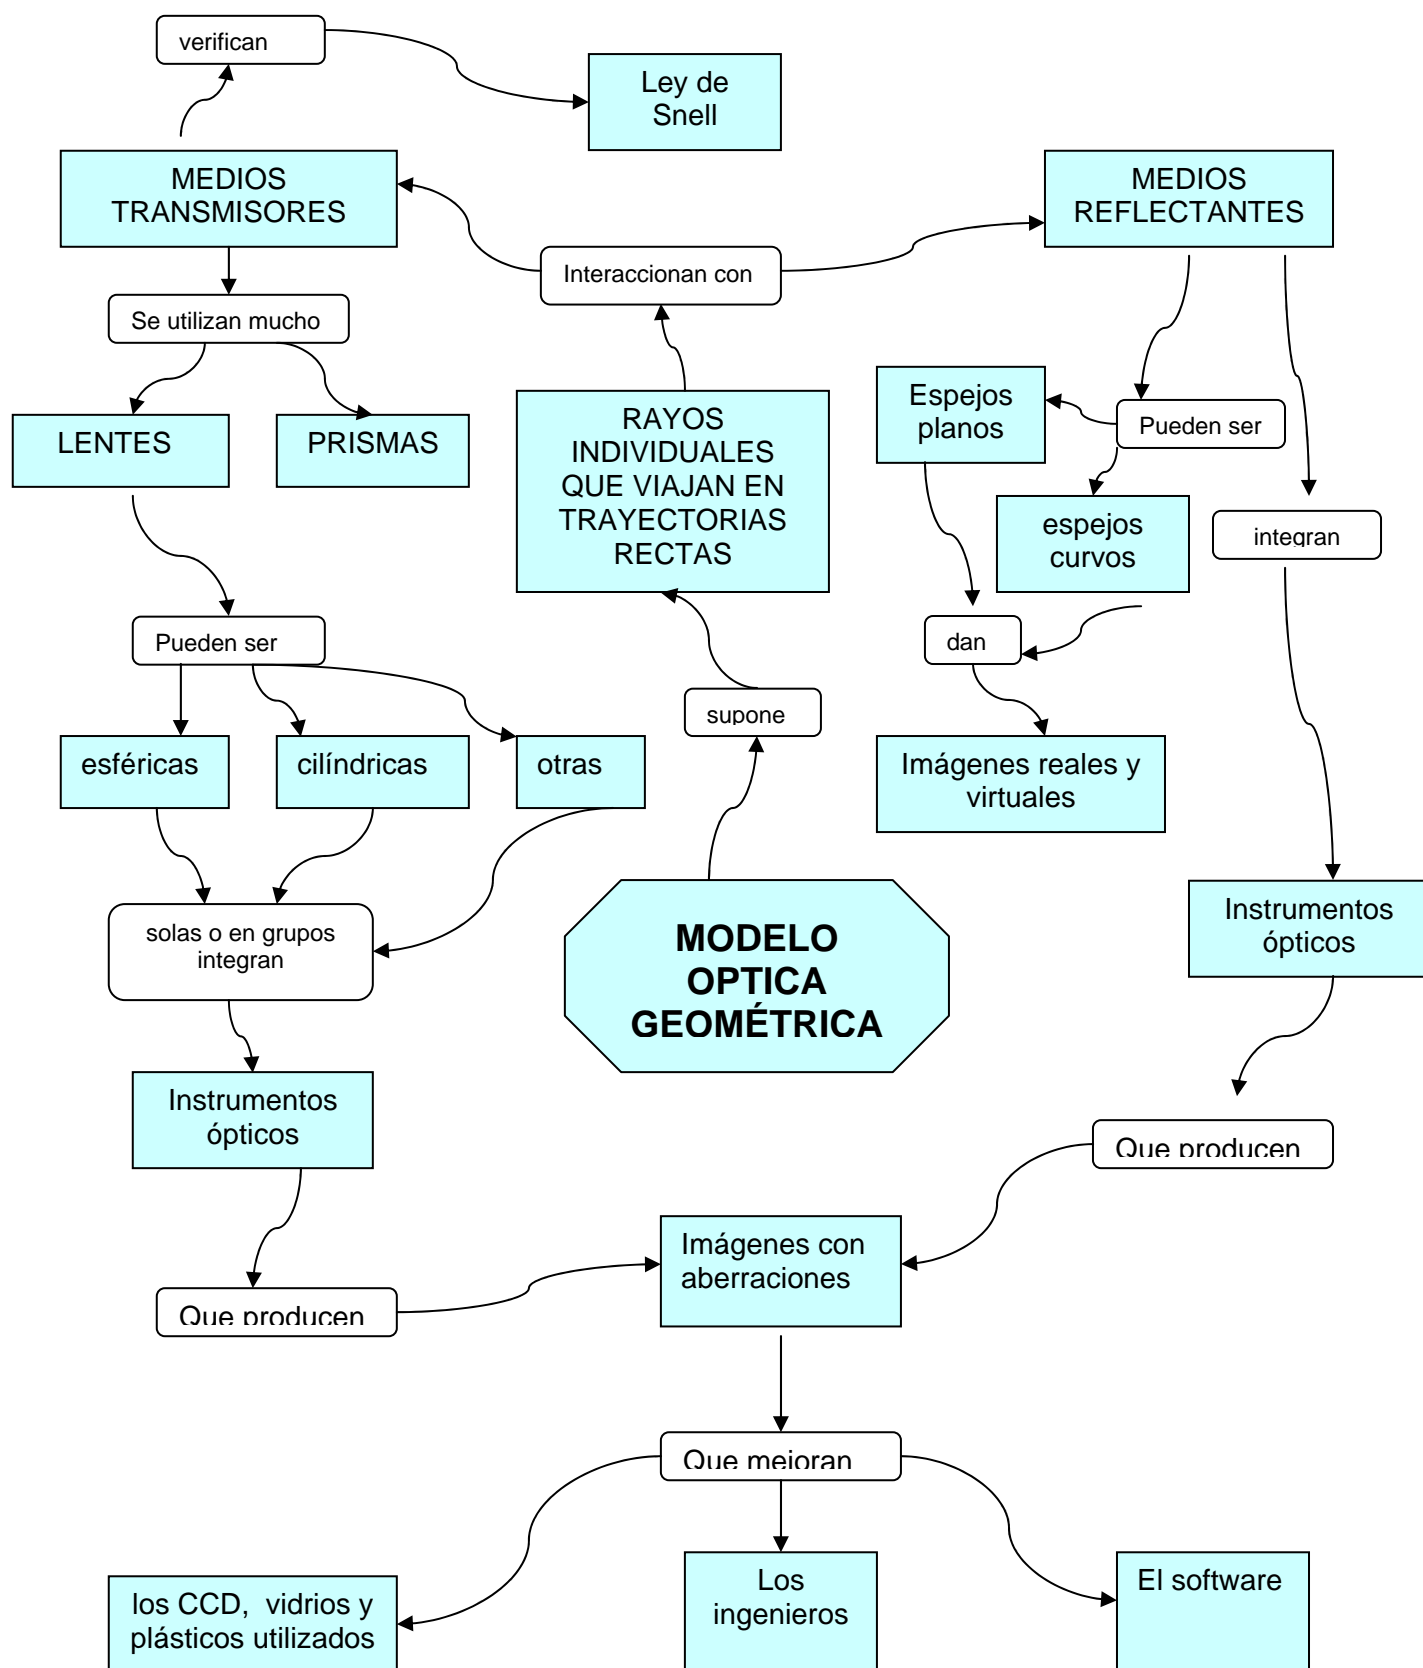 verifican
Ley de
Snell
MEDIOS
TRANSMISORES
MEDIOS
REFLECTANTES
Interaccionan con
Se utilizan mucho
LENTES
PRISMAS
RAYOS
INDIVIDUALES
QUE VIAJAN EN
TRAYECTORIAS
RECTAS
Espejos
planos
Pueden ser
espejos
curvos
integran
Pueden ser
dan
supone
esféricas
cilíndricas
otras
Imágenes reales y
virtuales
solas o en grupos
integran
MODELO
OPTICA
GEOMÉTRICA
Instrumentos
ópticos
Instrumentos
ópticos
Que producen
Imágenes con
aberraciones
Que producen
Que mejoran
los CCD, vidrios y
plásticos utilizados
Los
ingenieros
El software